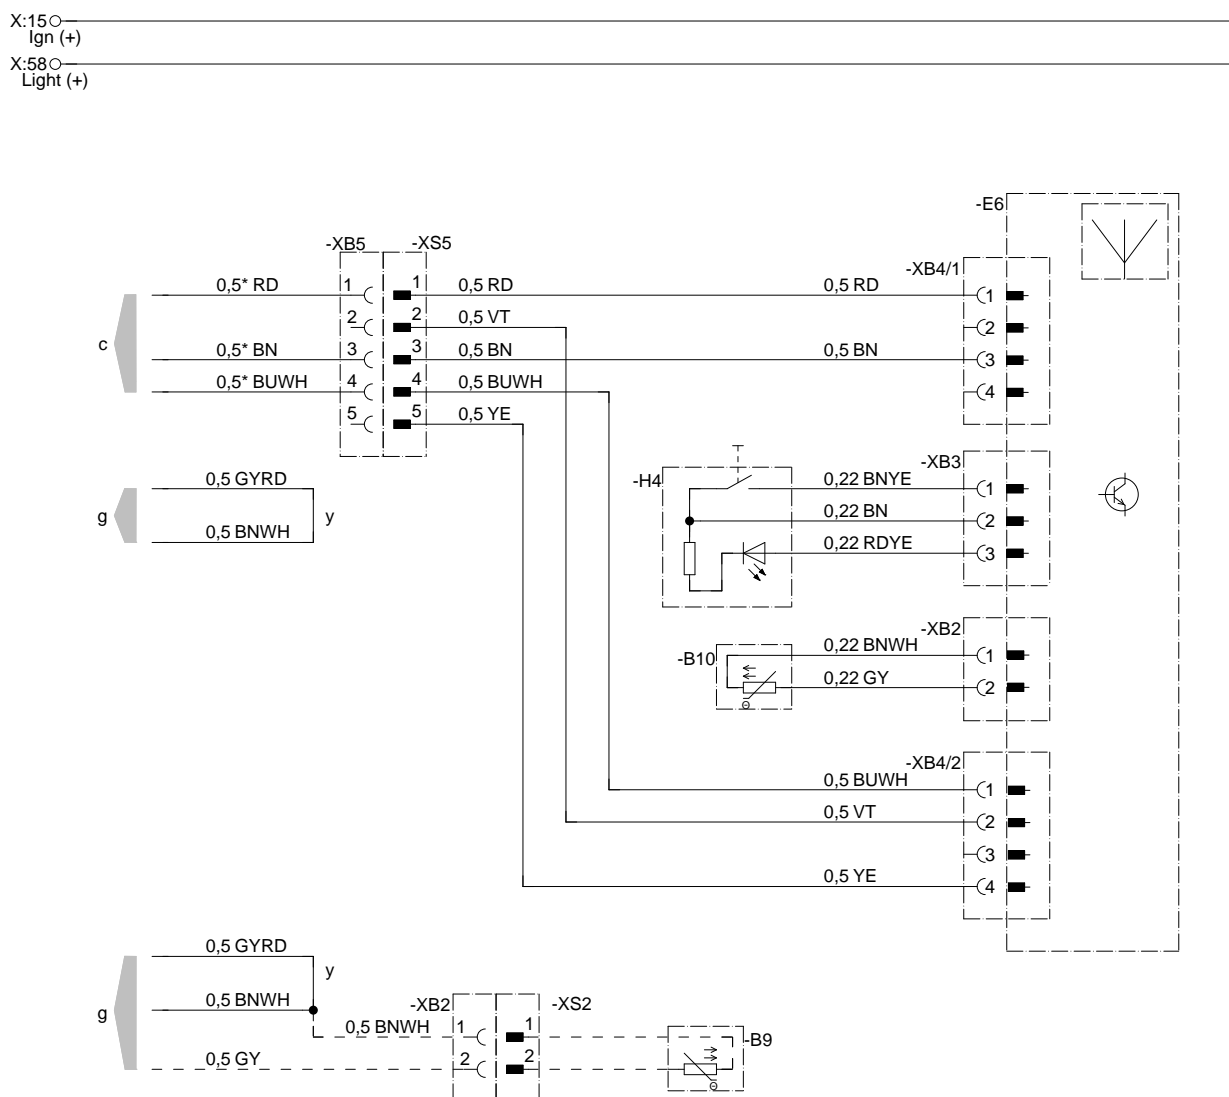 X:15
Ign (+)
X:58
Light (+)
-E6
-XB5 -XS5
-XB4/1
0,5* RD 1 1 0,5 RD 0,5 RD 1
2 2 0,5 VT 2
c
0,5* BN 3 3 0,5 BN 0,5 BN 3
0,5* BUWH 4 4 0,5 BUWH 4
5 5 0,5 YE
-XB3
-H4
0,5 GYRD 0,22 BNYE 1
g y
0,22 BN 2
0,5 BNWH 0,22 RDYE 3
-XB2
-B10 0,22 BNWH 1
0,22 GY 2
Θ
-XB4/2
0,5 BUWH 1
0,5 VT 2
3
0,5 YE 4
0,5 GYRD
y
0,5 BNWH -XB2 -XS2
g
0,5 BNWH 1 1
-B9
0,5 GY 2 2
Θ